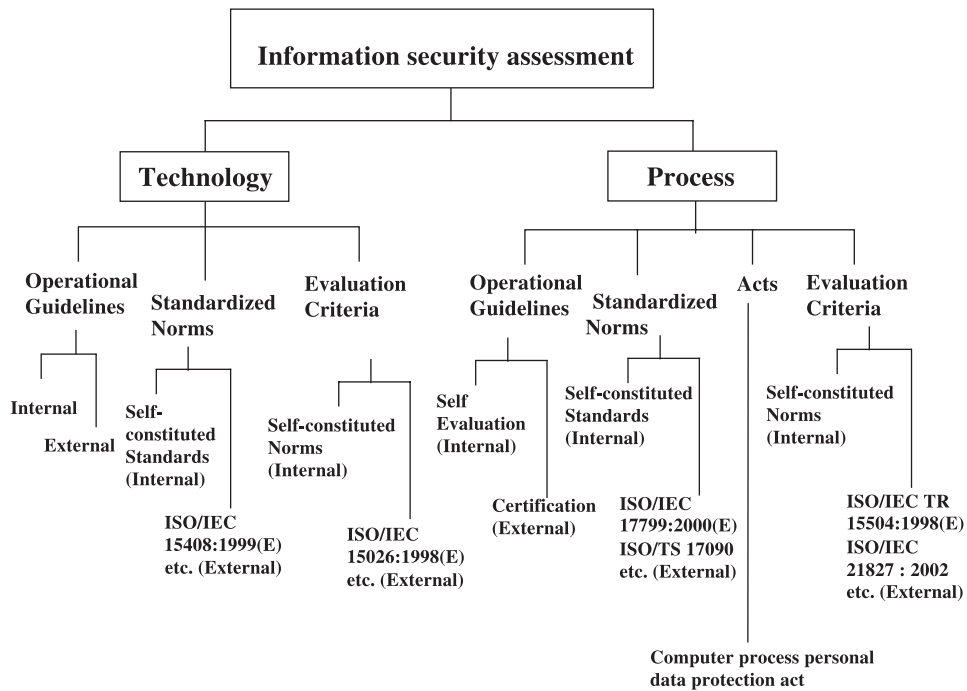 Information security assessment
Technology
Process
Operational
Guidelines
Standardized
Norms
Evaluation
Criteria
Operational
Guidelines
Standardized
Norms
Acts
Evaluation
Criteria
Internal
External
Self-
constituted
Standards
(Internal)
ISO/IEC
15408:1999(E)
etc. (External)
Self-constituted
Norms
(Internal)
ISO/IEC
15026:1998(E)
etc. (External)
Self
Evaluation
(Internal)
Certification
(External)
Self-constituted
Standards
(Internal)
ISO/IEC
17799:2000(E)
ISO/TS 17090
etc. (External)
Computer process personal
data protection act
Self-constituted
Norms
(Internal)
ISO/IEC TR
15504:1998(E)
ISO/IEC
21827 : 2002
etc. (External)